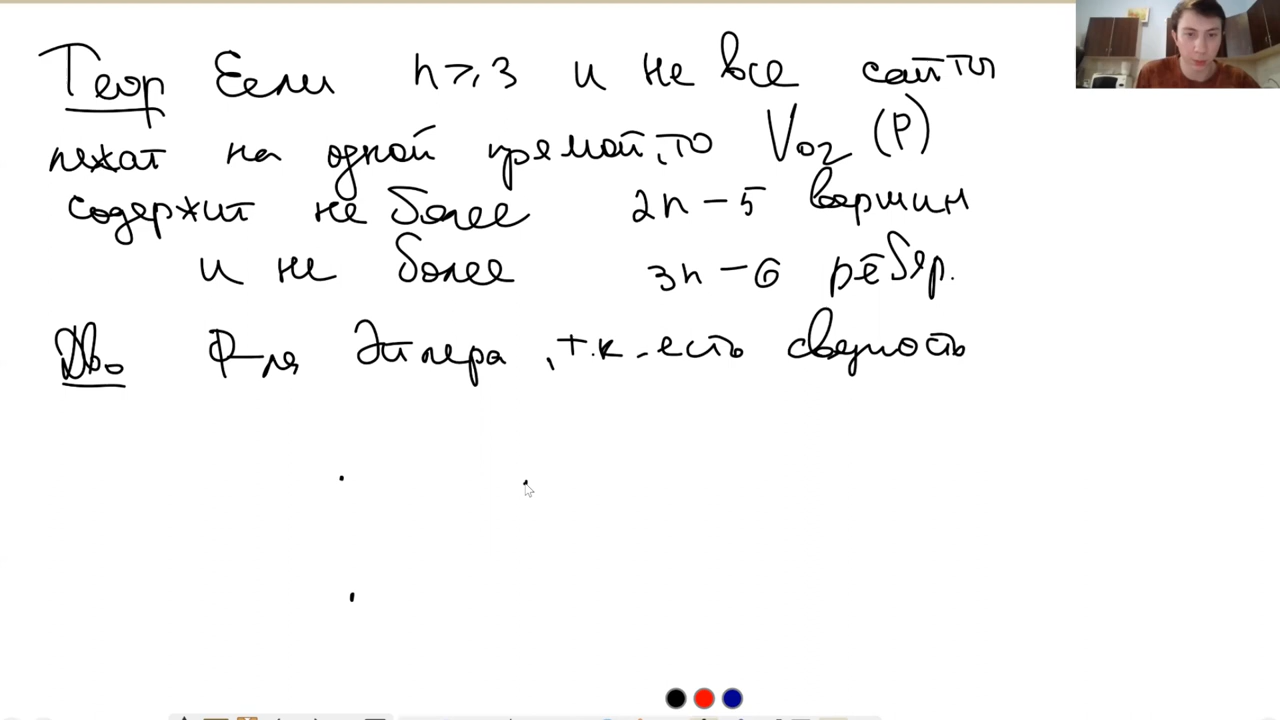 Теор Если n ⩾ 3 и не все сайты
лежат на одной прямой, то Vor (P)
содержит не более 2n − 5 вершин
и не более 3n − 6 рёбер.
Д-во Ф-ла Эйлера, т.к. есть связность